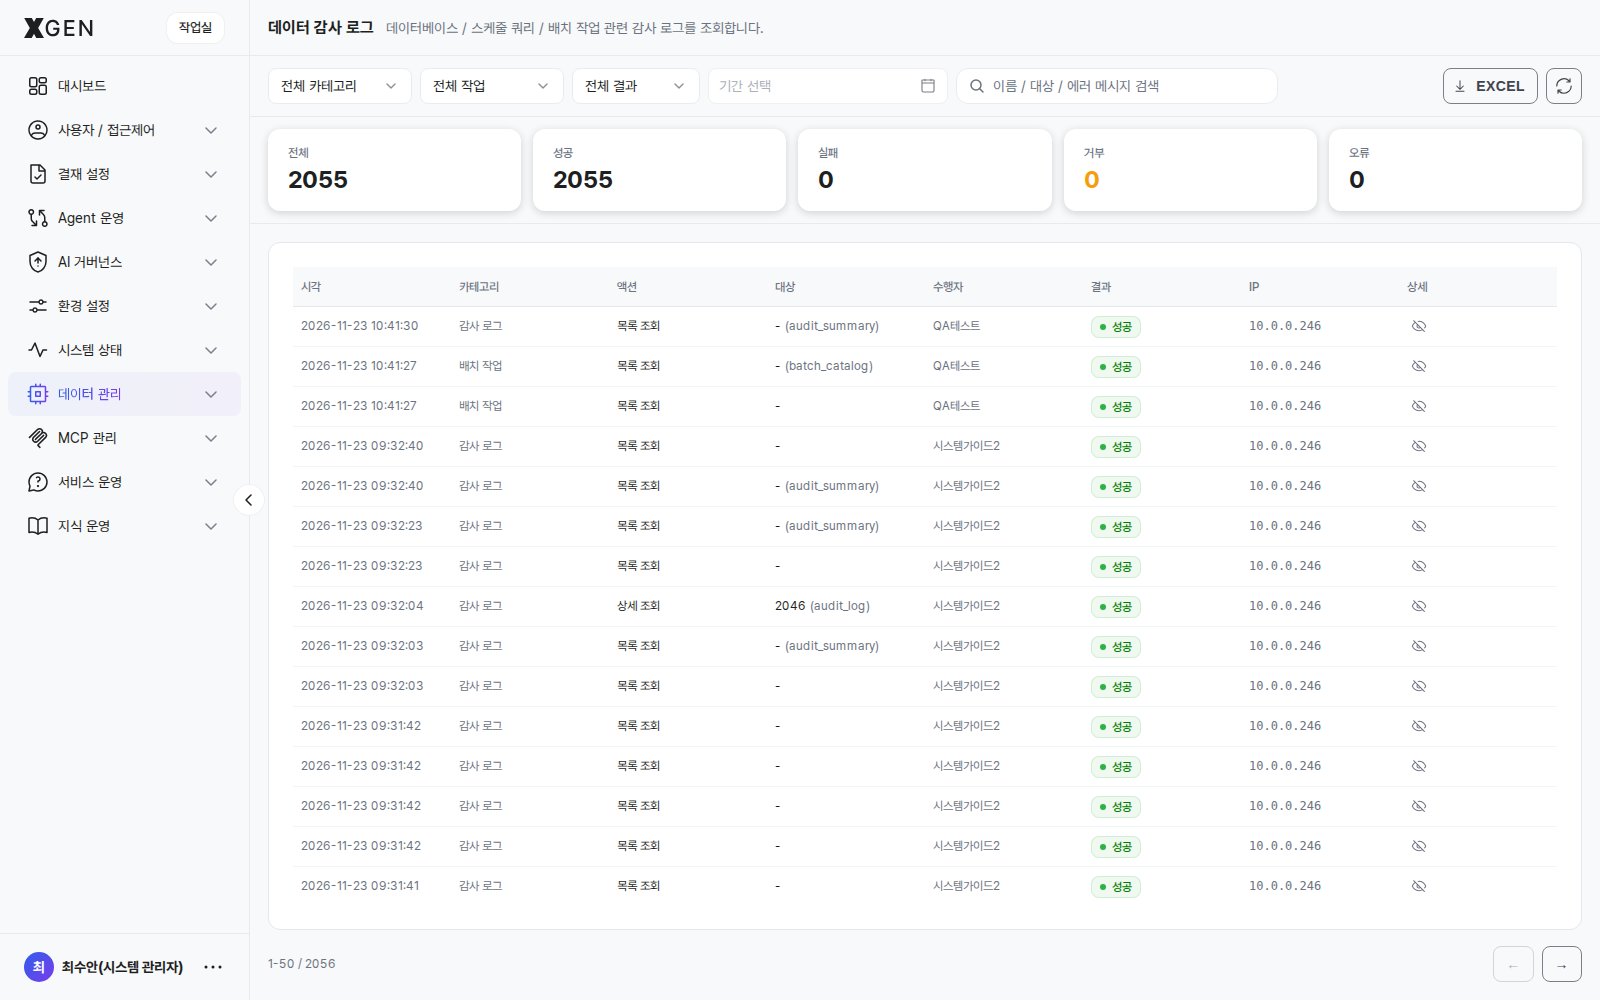 XGEN
작업실
대시보드
사용자 / 접근제어
결재 설정
Agent 운영
AI 거버넌스
환경 설정
시스템 상태
데이터 관리
MCP 관리
서비스 운영
지식 운영
최 최수안(시스템 관리자)
데이터 감사 로그 데이터베이스 / 스케줄 쿼리 / 배치 작업 관련 감사 로그를 조회합니다.
전체 카테고리 전체 작업 전체 결과 기간 선택 이름 / 대상 / 에러 메시지 검색 EXCEL
전체 성공 실패 거부 오류
2055 2055 0 0 0
시각 카테고리 액션 대상 수행자 결과 IP 상세
2026-11-23 10:41:30 감사 로그 목록 조회 - (audit_summary) QA테스트 성공 10.0.0.246
2026-11-23 10:41:27 배치 작업 목록 조회 - (batch_catalog) QA테스트 성공 10.0.0.246
2026-11-23 10:41:27 배치 작업 목록 조회 - QA테스트 성공 10.0.0.246
2026-11-23 09:32:40 감사 로그 목록 조회 - 시스템가이드2 성공 10.0.0.246
2026-11-23 09:32:40 감사 로그 목록 조회 - (audit_summary) 시스템가이드2 성공 10.0.0.246
2026-11-23 09:32:23 감사 로그 목록 조회 - (audit_summary) 시스템가이드2 성공 10.0.0.246
2026-11-23 09:32:23 감사 로그 목록 조회 - 시스템가이드2 성공 10.0.0.246
2026-11-23 09:32:04 감사 로그 상세 조회 2046 (audit_log) 시스템가이드2 성공 10.0.0.246
2026-11-23 09:32:03 감사 로그 목록 조회 - (audit_summary) 시스템가이드2 성공 10.0.0.246
2026-11-23 09:32:03 감사 로그 목록 조회 - 시스템가이드2 성공 10.0.0.246
2026-11-23 09:31:42 감사 로그 목록 조회 - 시스템가이드2 성공 10.0.0.246
2026-11-23 09:31:42 감사 로그 목록 조회 - 시스템가이드2 성공 10.0.0.246
2026-11-23 09:31:42 감사 로그 목록 조회 - 시스템가이드2 성공 10.0.0.246
2026-11-23 09:31:42 감사 로그 목록 조회 - 시스템가이드2 성공 10.0.0.246
2026-11-23 09:31:41 감사 로그 목록 조회 - 시스템가이드2 성공 10.0.0.246
1-50 / 2056 ← →